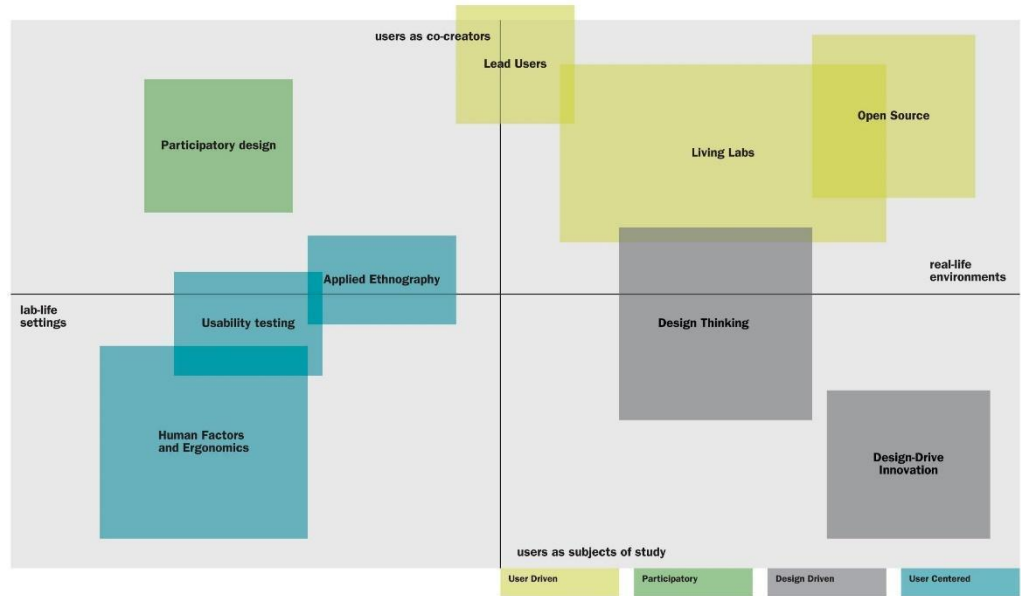 users as co-creators
Lead Users
Open Source
Participatory design
Living Labs
real-life
environments
Applied Ethnography
lab-life
settings
Usability testing
Design Thinking
Human Factors
and Ergonomics
Design-Drive
Innovation
users as subjects of study
User Driven
Participatory
Design Driven
User Centered